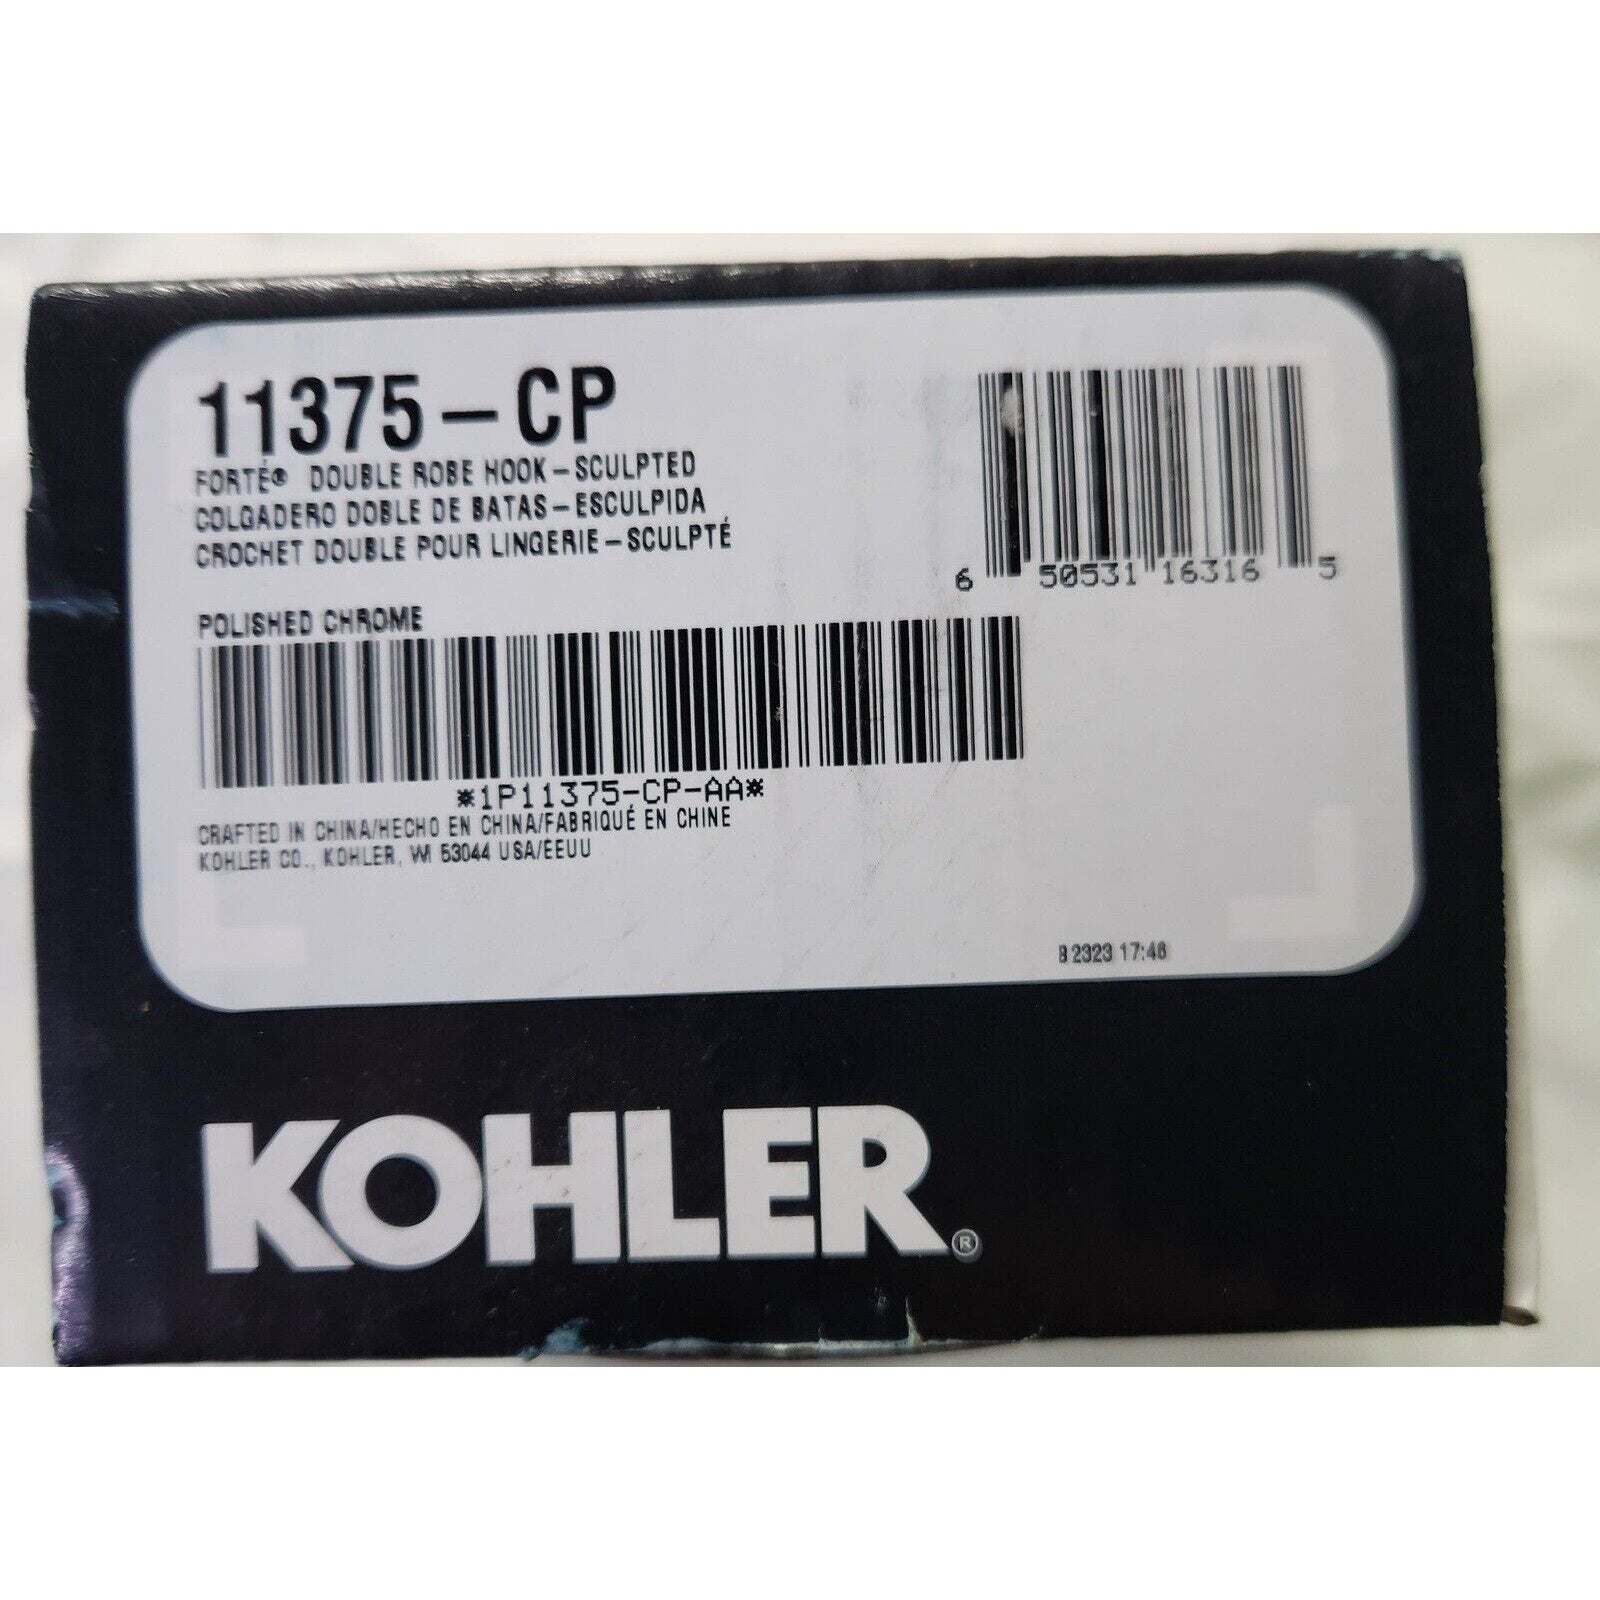 11375-CP
FORTÉ® DOUBLE ROBE HOOK-SCULPTED
COLGADERO DOBLE DE BATAS-ESCULPIDA
CROCHET DOUBLE POUR LINGERIE-SCULPTÉ
6 50531 16316 5
POLISHED CHROME
*1P11375-CP-AA*
CRAFTED IN CHINA/HECHO EN CHINA/FABRIQUÉ EN CHINE
KOHLER CO., KOHLER, WI 53044 USA/EEUU
B 2323 17:46
KOHLER®